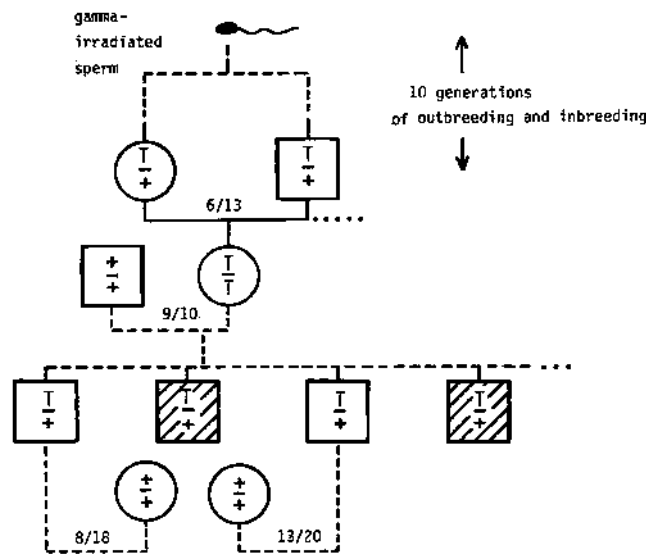 gamma-
irradiated
sperm
10 generations
of outbreeding and inbreeding
T
+
T
+
6/13
+
+
T
T
9/10
T
+
T
+
T
+
T
+
+
+
+
+
8/18
13/20